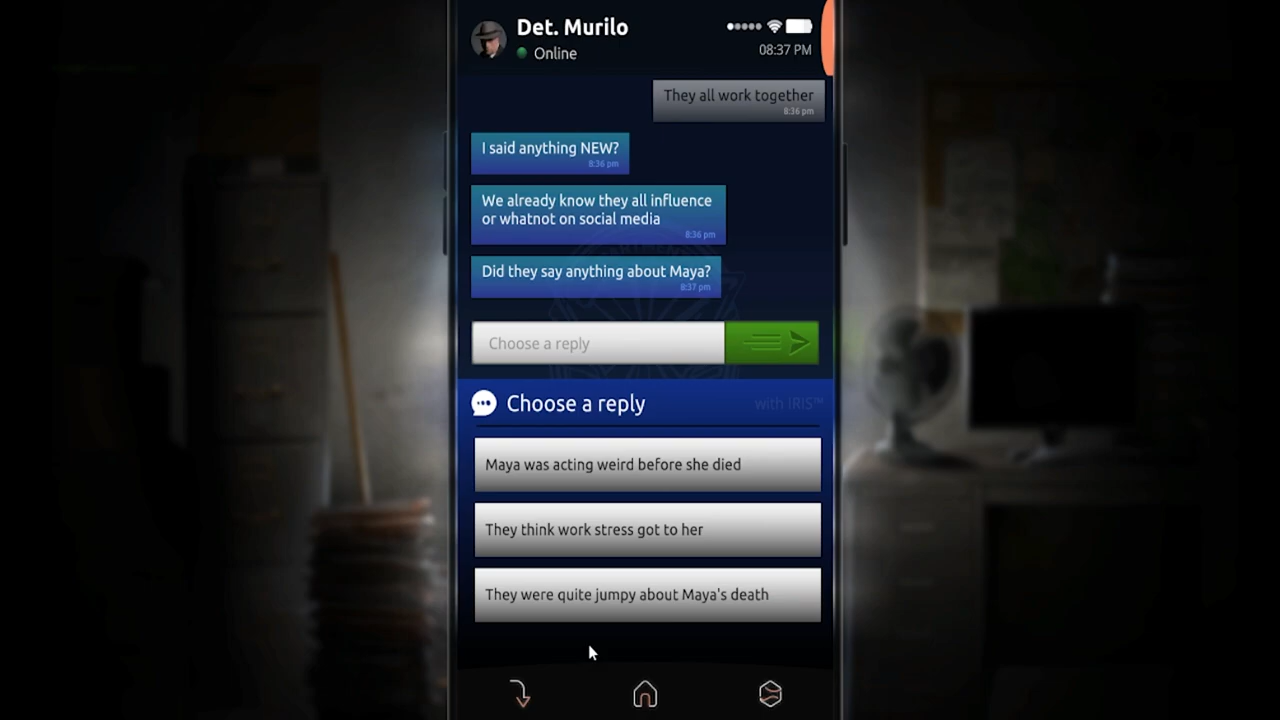 Det. Murilo
Online
08:37 PM
They all work together
8:36 pm
I said anything NEW?
8:36 pm
We already know they all influence
or whatnot on social media
8:36 pm
Did they say anything about Maya?
8:37 pm
Choose a reply
Choose a reply
with IRIS™
Maya was acting weird before she died
They think work stress got to her
They were quite jumpy about Maya's death